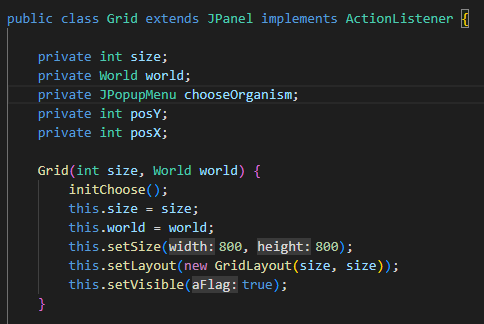 public class Grid extends JPanel implements ActionListener {
private int size;
private World world;
private JPopupMenu chooseOrganism;
private int posY;
private int posX;
Grid(int size, World world) {
initChoose();
this.size = size;
this.world = world;
this.setSize(width: 800, height: 800);
this.setLayout(new GridLayout(size, size));
this.setVisible(aFlag: true);
}